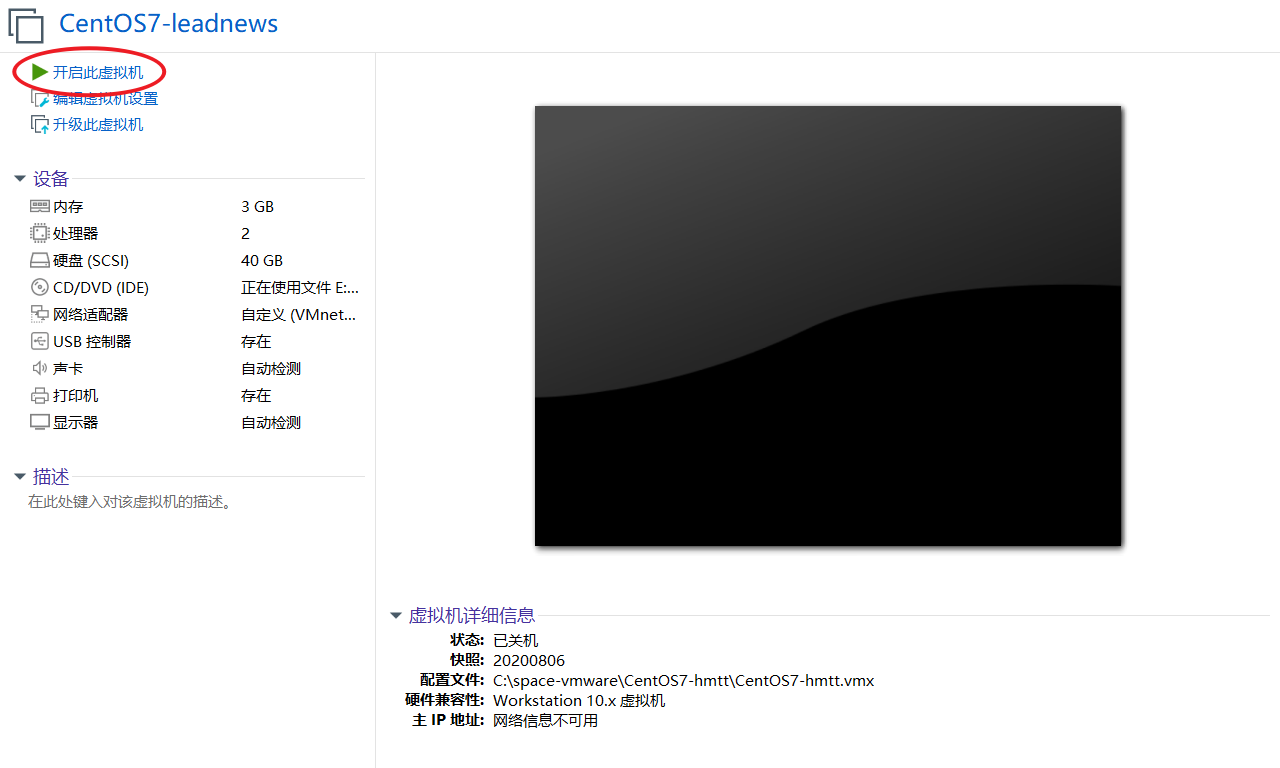 CentOS7-leadnews
开启此虚拟机
编辑虚拟机设置
升级此虚拟机
设备
内存 3 GB
处理器 2
硬盘 (SCSI) 40 GB
CD/DVD (IDE) 正在使用文件 E:...
网络适配器 自定义 (VMnet...
USB 控制器 存在
声卡 自动检测
打印机 存在
显示器 自动检测
描述
在此处键入对该虚拟机的描述。
虚拟机详细信息
状态: 已关机
快照: 20200806
配置文件: C:\space-vmware\CentOS7-hmtt\CentOS7-hmtt.vmx
硬件兼容性: Workstation 10.x 虚拟机
主 IP 地址: 网络信息不可用